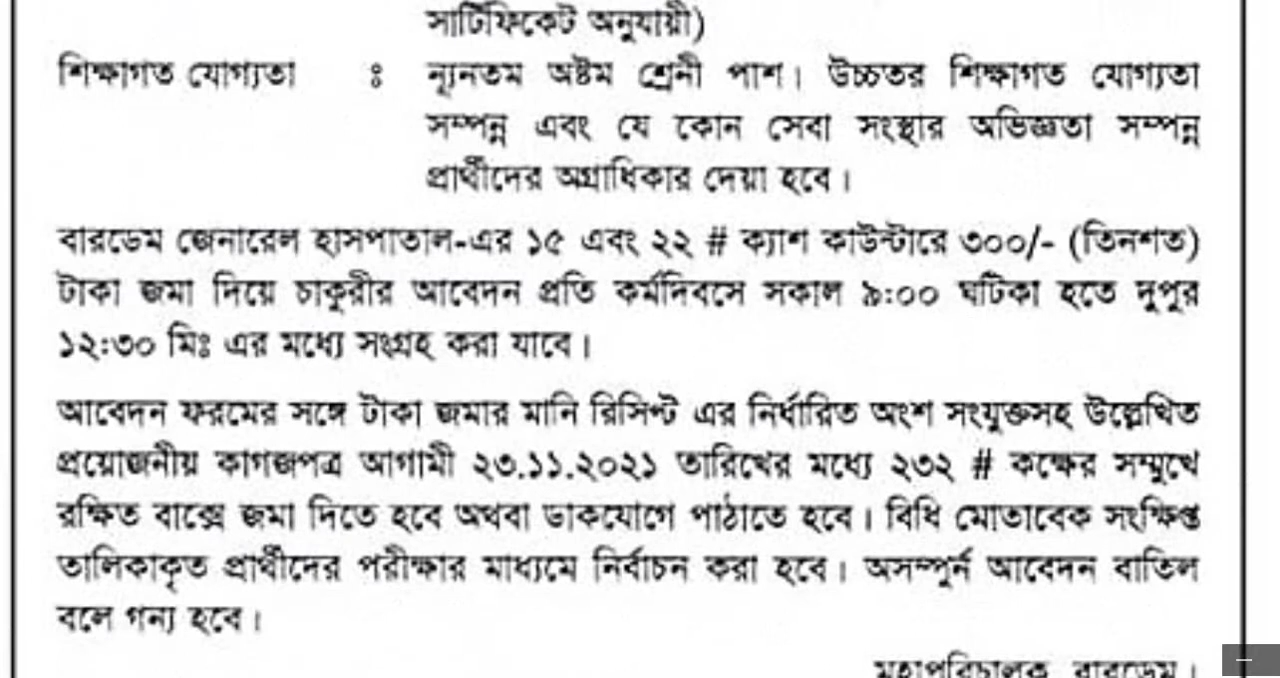 সার্টিফিকেট অনুযায়ী)
শিক্ষাগত যোগ্যতা ঃ ন্যূনতম অষ্টম শ্রেনী পাশ। উচ্চতর শিক্ষাগত যোগ্যতা
সম্পন্ন এবং যে কোন সেবা সংস্থার অভিজ্ঞতা সম্পন্ন
প্রার্থীদের অগ্রাধিকার দেয়া হবে।
বারডেম জেনারেল হাসপাতাল-এর ১৫ এবং ২২ # ক্যাশ কাউন্টারে ৩০০/- (তিনশত)
টাকা জমা দিয়ে চাকুরীর আবেদন প্রতি কর্মদিবসে সকাল ৯ঃ০০ ঘটিকা হতে দুপুর
১২ঃ৩০ মিঃ এর মধ্যে সংগ্রহ করা যাবে।
আবেদন ফরমের সঙ্গে টাকা জমার মানি রিসিপ্ট এর নির্ধারিত অংশ সংযুক্তসহ উল্লেখিত
প্রয়োজনীয় কাগজপত্র আগামী ২৩.১১.২০২১ তারিখের মধ্যে ২৩২ # কক্ষের সম্মুখে
রক্ষিত বাক্সে জমা দিতে হবে অথবা ডাকযোগে পাঠাতে হবে। বিধি মোতাবেক সংক্ষিপ্ত
তালিকাকৃত প্রার্থীদের পরীক্ষার মাধ্যমে নির্বাচন করা হবে। অসম্পূর্ন আবেদন বাতিল
বলে গন্য হবে।
মহাপরিচালক, বারডেম।